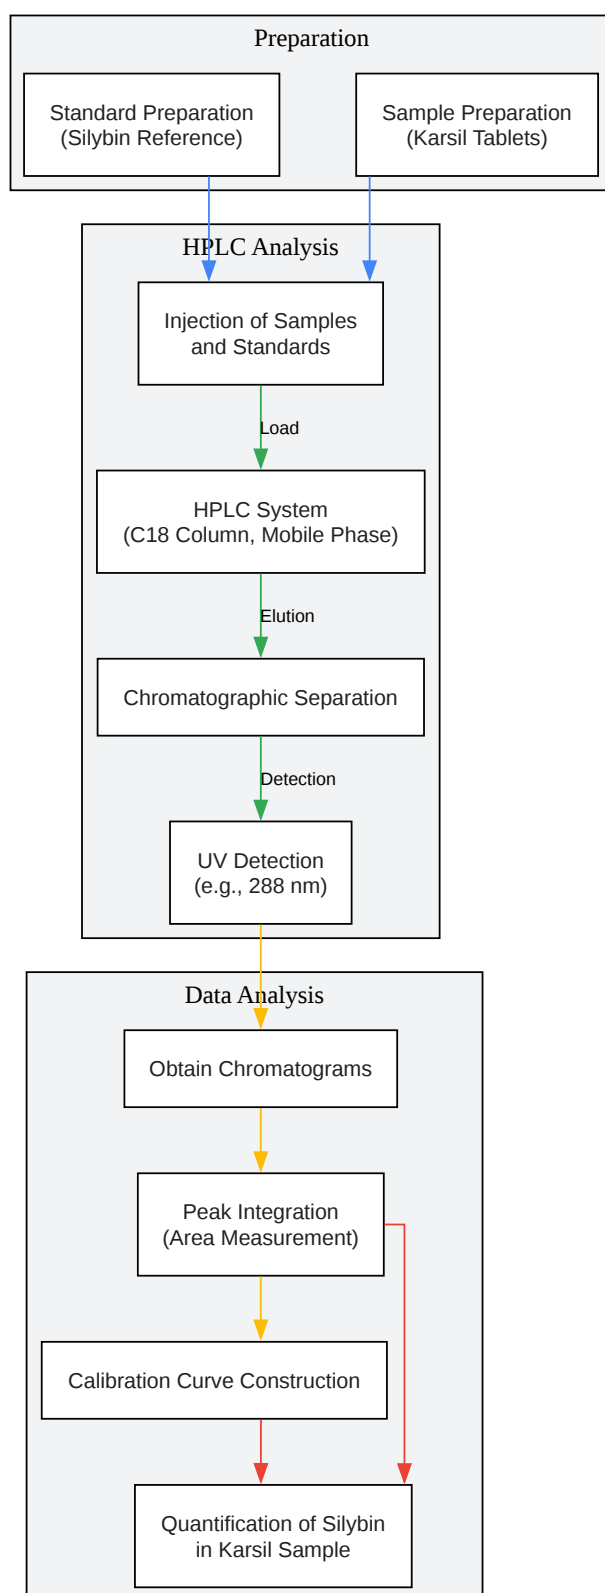 Preparation
Standard Preparation
(Silybin Reference)
Sample Preparation
(Karsil Tablets)
HPLC Analysis
Injection of Samples
and Standards
Load
HPLC System
(C18 Column, Mobile Phase)
Elution
Chromatographic Separation
Detection
UV Detection
(e.g., 288 nm)
Data Analysis
Obtain Chromatograms
Peak Integration
(Area Measurement)
Calibration Curve Construction
Quantification of Silybin
in Karsil Sample